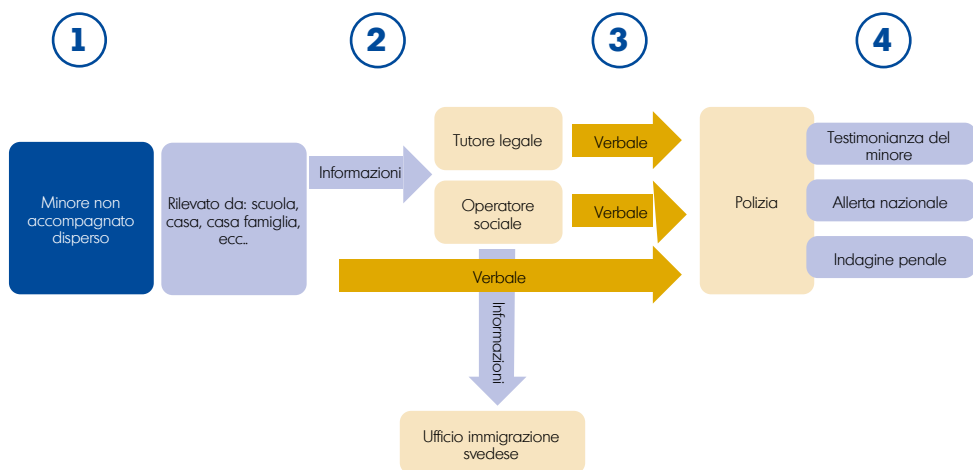 1
2
3
4
Minore non
accompagnato
disperso
Rilevato da: scuola,
casa, casa famiglia,
ecc..
Informazioni
Tutore legale
Operatore
sociale
Verbale
Verbale
Verbale
Informazioni
Ufficio immigrazione
svedese
Polizia
Testimonianza del
minore
Allerta nazionale
Indagine penale